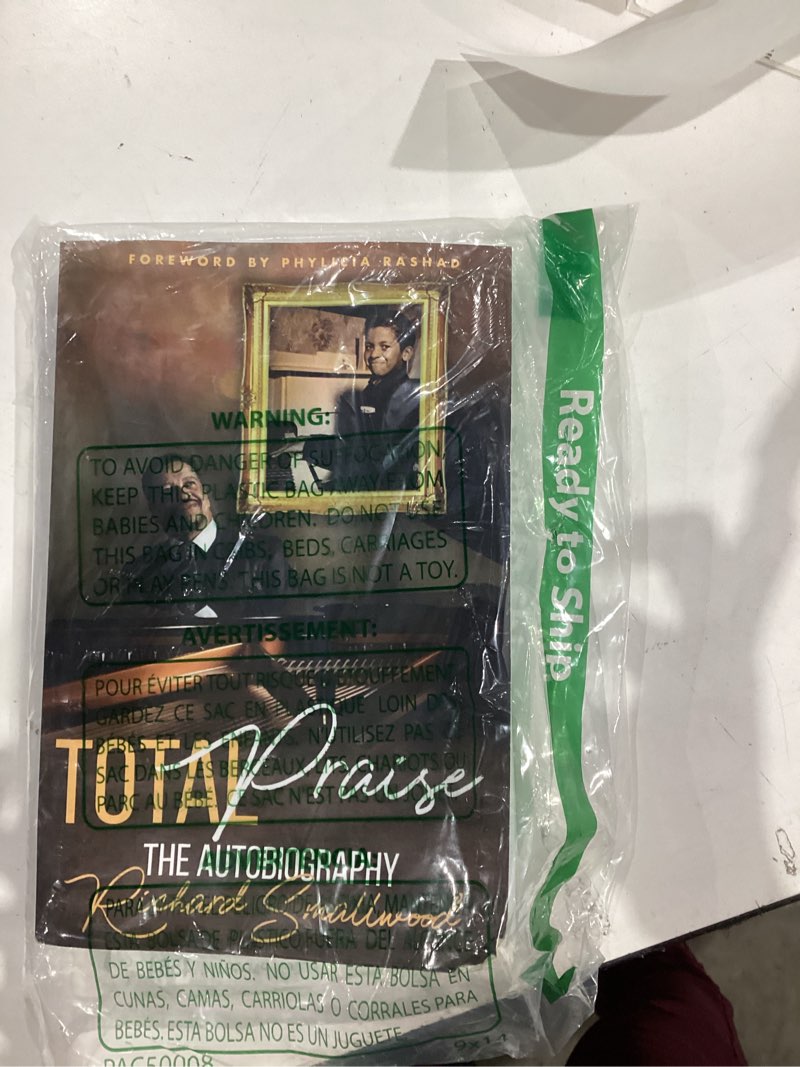 FOREWORD BY PHYLICIA RASHAD
WARNING:
TO AVOID DANGER OF SUFFOCATION,
KEEP THIS PLASTIC BAG AWAY FROM
BABIES AND CHILDREN. DO NOT USE
THIS BAG IN CRIBS, BEDS, CARRIAGES
OR PLAY PENS. THIS BAG IS NOT A TOY.
AVERTISSEMENT:
POUR ÉVITER TOUT RISQUE D'ÉTOUFFEMENT
GARDEZ CE SAC EN PLASTIQUE LOIN DES
BÉBÉS ET LES ENFANTS. N'UTILISEZ PAS CE
SAC DANS LES BERCEAUX, LITS, CHARIOTS OU
PARC AU BÉBÉ. CE SAC N'EST PAS UN
TOTAL Praise
THE AUTOBIOGRAPHY
Richard Smallwood
PARA
ESTA BOLSA DE PLASTICO FUERA DEL
DE BEBÉS Y NIÑOS. NO USAR ESTA BOLSA EN
CUNAS, CAMAS, CARRIOLAS O CORRALES PARA
BEBÉS. ESTA BOLSA NO ES UN JUGUETE.
9x11
Ready to Ship